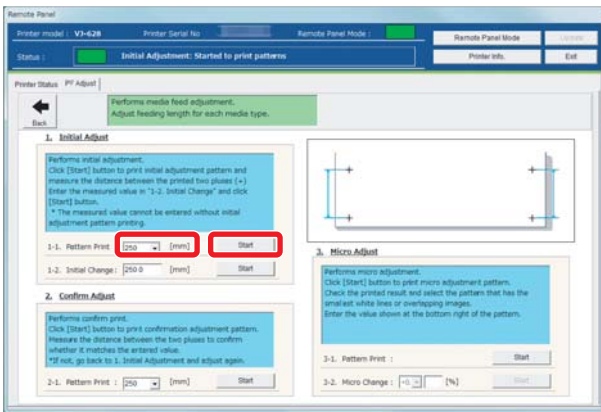 Remote Panel
Printer model : VJ-628 Printer Serial No Remote Panel Mode :
Remote Panel Mode
Status : Initial Adjustment: Started to print patterns
Printer Info. Exit
Printer Status PF Adjust
Back
Performs media feed adjustment.
Adjust feeding length for each media type.
1. Initial Adjust
Performs initial adjustment.
Click [Start] button to print initial adjustment pattern and
measure the distance between the printed two pluses (+)
Enter the measured value in "1-2. Initial Change" and click
[Start] button.
* The measured value cannot be entered without initial
adjustment pattern printing.
1-1. Pattern Print : 250 [mm] Start
1-2. Initial Change : 250.0 [mm] Start
2. Confirm Adjust
Performs confirm print.
Click [Start] button to print confirmation adjustment pattern.
Measure the distance between the two pluses to confirm
whether it matches the entered value.
*If not, go back to 1. Initial Adjustment and adjust again.
2-1. Pattern Print : 250 [mm] Start
3. Micro Adjust
Performs micro adjustment.
Click [Start] button to print micro adjustment pattern.
Check the printed result and select the pattern that has the
smallest white lines or overlapping images.
Enter the value shown at the bottom right of the pattern.
3-1. Pattern Print : Start
3-2. Micro Change : +0. [%] Start